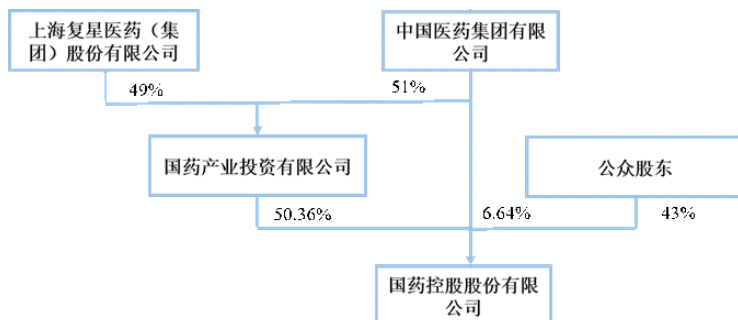 上海复星医药（集
团）股份有限公司
中国医药集团有限
公司
49%
51%
国药产业投资有限公司
公众股东
50.36%
6.64%
43%
国药控股股份有限
公司